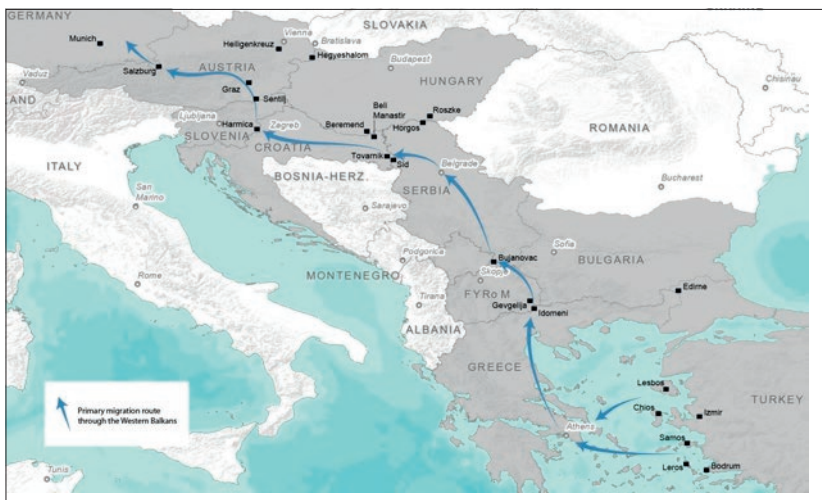 GERMANY
SLOVAKIA
Munich
Heiligenkreuz
Vienna
Bratislava
Hegyeshalom
Salzburg
AUSTRIA
Budapest
Vaduz
Chisinau
Graz
HUNGARY
Sentilj
LAND
Beli
Manastir
Roszke
Ljubljana
Harmica
Zagreb
Beremend
Horgos
SLOVENIA
ROMANIA
CROATIA
Tovarnik
Sid
ITALY
BOSNIA-HERZ.
Belgrade
San
Marino
SERBIA
Bucharest
Sarajevo
Sofia
Podgorica
Bujanovac
BULGARIA
MONTENEGRO
Skopje
Rome
FYRoM
Edirne
Tirana
Gevgelija
Idomeni
ALBANIA
GREECE
Lesbos
TURKEY
Primary migration route
through the Western Balkans
Chios
Izmir
Athens
Samos
Leros
Bodrum
Tunis